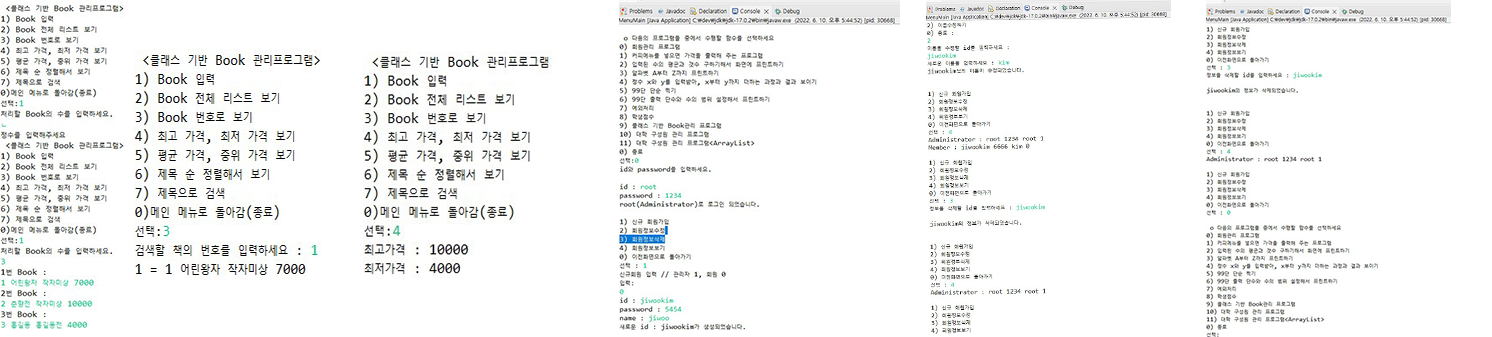 <클래스 기반 Book 관리프로그램>
1) Book 입력
2) Book 전체 리스트 보기
3) Book 번호로 보기
4) 최고 가격, 최저 가격 보기
5) 평균 가격, 중위 가격 보기
6) 제목 순 정렬해서 보기
7) 제목으로 검색
0)메인 메뉴로 돌아감(종료)
선택:1
처리할 Book의 수를 입력하세요.
ㄴ
정수를 입력해주세요
<클래스 기반 Book 관리프로그램>
1) Book 입력
2) Book 전체 리스트 보기
3) Book 번호로 보기
4) 최고 가격, 최저 가격 보기
5) 평균 가격, 중위 가격 보기
6) 제목 순 정렬해서 보기
7) 제목으로 검색
0)메인 메뉴로 돌아감(종료)
선택:1
처리할 Book의 수를 입력하세요.
3
1번 Book :
1 어린왕자 작자미상 7000
2번 Book :
2 춘향전 작자미상 10000
3번 Book :
3 홍길동 홍길동전 4000
<클래스 기반 Book 관리프로그램>
1) Book 입력
2) Book 전체 리스트 보기
3) Book 번호로 보기
4) 최고 가격, 최저 가격 보기
5) 평균 가격, 중위 가격 보기
6) 제목 순 정렬해서 보기
7) 제목으로 검색
0)메인 메뉴로 돌아감(종료)
선택:3
검색할 책의 번호를 입력하세요 : 1
1 = 1 어린왕자 작자미상 7000
<클래스 기반 Book 관리프로그램
1) Book 입력
2) Book 전체 리스트 보기
3) Book 번호로 보기
4) 최고 가격, 최저 가격 보기
5) 평균 가격, 중위 가격 보기
6) 제목 순 정렬해서 보기
7) 제목으로 검색
0)메인 메뉴로 돌아감(종료)
선택:4
최고가격 : 10000
최저가격 : 4000
Problems Javadoc Declaration Console Debug
MenuMain [Java Application] C:\dev\jdk-17.0.2\bin\javaw.exe (2022. 6. 10. 오후 5:44:52) [pid: 30668]
o 다음의 프로그램들 중에서 수행할 함수를 선택하세요
0) 회원관리 프로그램
1) 커피메뉴를 넣으면 가격을 출력해 주는 프로그램
2) 입력된 수의 평균과 갯수 구하기해서 화면에 프린트하기
3) 알파벳 A부터 Z까지 프린트하기
4) 정수 x와 y를 입력받아, x부터 y까지 더하는 과정과 결과 보이기
5) 99단 단순 찍기
6) 99단 출력 단수와 수의 범위 설정해서 프린트하기
7) 예외처리
8) 학생점수
9) 클래스 기반 Book관리 프로그램
10) 대학 구성원 관리 프로그램
11) 대학 구성원 관리 프로그램<ArrayList>
0) 종료
선택:0
id와 password를 입력하세요.
id : root
password : 1234
root(Administrator)로 로그인 되었습니다.
1) 신규 회원가입
2) 회원정보수정
3) 회원정보삭제
4) 회원정보보기
0) 이전화면으로 돌아가기
선택 : 1
신규회원 입력 // 관리자 1, 회원 0
입력:
0
id : jiwookim
password : 5454
name : jiwoo
새로운 id : jiwookim가 생성되었습니다.
Problems Javadoc Declaration Console Debug
MenuMain [Java Application] C:\dev\jdk-17.0.2\bin\javaw.exe (2022. 6. 10. 오후 5:44:52) [pid: 30668]
2) 이름수정하기
0) 종료 :
2
이름을 수정할 id를 입력하세요 :
jiwookim
새로운 이름을 입력하세요 : kim
jiwookim님의 이름이 수정되었습니다.
1) 신규 회원가입
2) 회원정보수정
3) 회원정보삭제
4) 회원정보보기
0) 이전화면으로 돌아가기
선택 : 4
Administrator : root 1234 root 1
Member : jiwookim 6666 kim 0
1) 신규 회원가입
2) 회원정보수정
3) 회원정보삭제
4) 회원정보보기
0) 이전화면으로 돌아가기
선택 : 3
정보를 삭제할 id를 입력하세요 : jiwookim
jiwookim의 정보가 삭제되었습니다.
1) 신규 회원가입
2) 회원정보수정
3) 회원정보삭제
4) 회원정보보기
0) 이전화면으로 돌아가기
선택 : 4
Administrator : root 1234 root 1
1) 신규 회원가입
2) 회원정보수정
3) 회원정보삭제
4) 회원정보보기
Problems Javadoc Declaration Console Debug
MenuMain [Java Application] C:\dev\jdk-17.0.2\bin\javaw.exe (2022. 6. 10. 오후 5:44:52) [pid: 30668]
1) 신규 회원가입
2) 회원정보수정
3) 회원정보삭제
4) 회원정보보기
0) 이전화면으로 돌아가기
선택 : 3
정보를 삭제할 id를 입력하세요 : jiwookim
jiwookim의 정보가 삭제되었습니다.
1) 신규 회원가입
2) 회원정보수정
3) 회원정보삭제
4) 회원정보보기
0) 이전화면으로 돌아가기
선택 : 4
Administrator : root 1234 root 1
1) 신규 회원가입
2) 회원정보수정
3) 회원정보삭제
4) 회원정보보기
0) 이전화면으로 돌아가기
선택 : 0
o 다음의 프로그램들 중에서 수행할 함수를 선택하세요
0) 회원관리 프로그램
1) 커피메뉴를 넣으면 가격을 출력해 주는 프로그램
2) 입력된 수의 평균과 갯수 구하기해서 화면에 프린트하기
3) 알파벳 A부터 Z까지 프린트하기
4) 정수 x와 y를 입력받아, x부터 y까지 더하는 과정과 결과 보이기
5) 99단 단순 찍기
6) 99단 출력 단수와 수의 범위 설정해서 프린트하기
7) 예외처리
8) 학생점수
9) 클래스 기반 Book관리 프로그램
10) 대학 구성원 관리 프로그램
11) 대학 구성원 관리 프로그램<ArrayList>
0) 종료
선택: